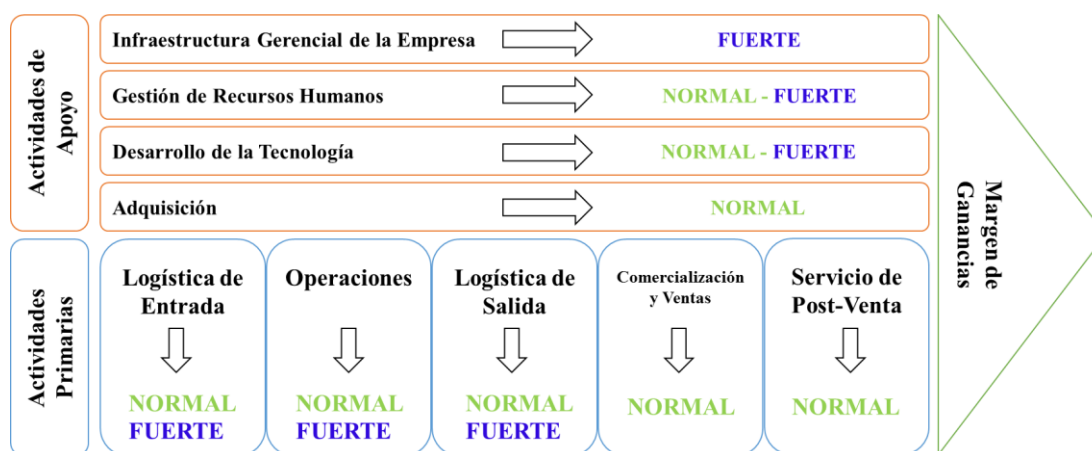 Actividades de
Apoyo
Infraestructura Gerencial de la Empresa
FUERTE
Gestión de Recursos Humanos
NORMAL - FUERTE
Desarrollo de la Tecnología
NORMAL - FUERTE
Adquisición
NORMAL
Actividades
Primarias
Logística de
Entrada
NORMAL
FUERTE
Operaciones
NORMAL
FUERTE
Logística de
Salida
NORMAL
FUERTE
Comercialización
y Ventas
NORMAL
Servicio de
Post-Venta
NORMAL
Margen de
Ganancias